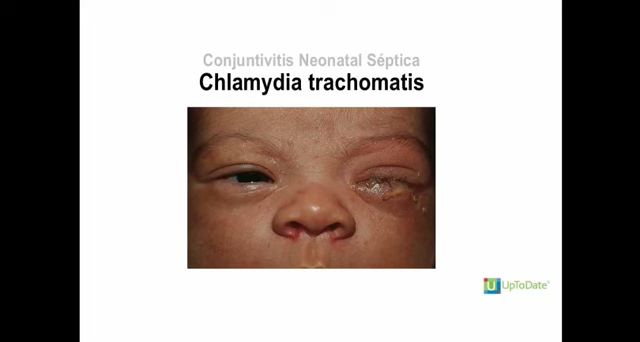 Conjuntivitis Neonatal Séptica
Chlamydia trachomatis
UpToDate®